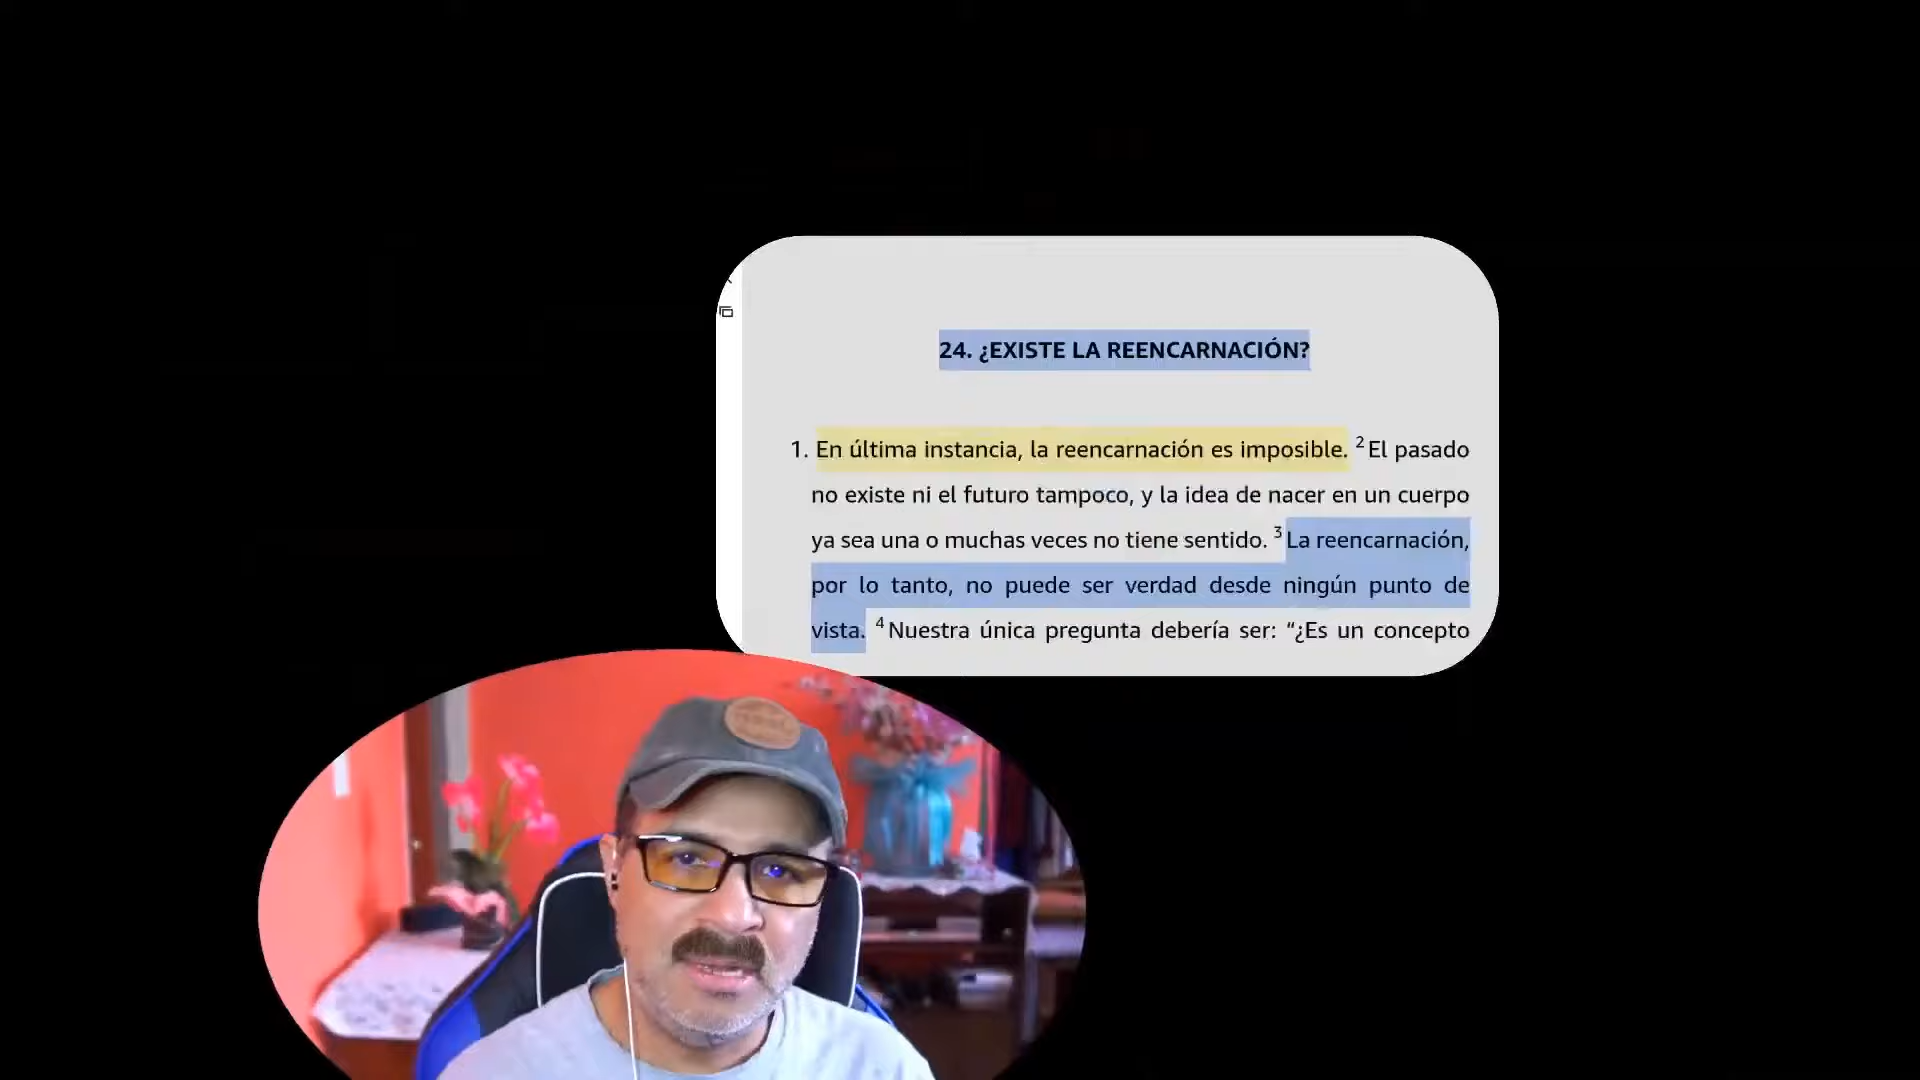 24. ¿EXISTE LA REENCARNACIÓN?
1. En última instancia, la reencarnación es imposible. ² El pasado
no existe ni el futuro tampoco, y la idea de nacer en un cuerpo
ya sea una o muchas veces no tiene sentido. ³ La reencarnación,
por lo tanto, no puede ser verdad desde ningún punto de
vista. ⁴ Nuestra única pregunta debería ser: “¿Es un concepto